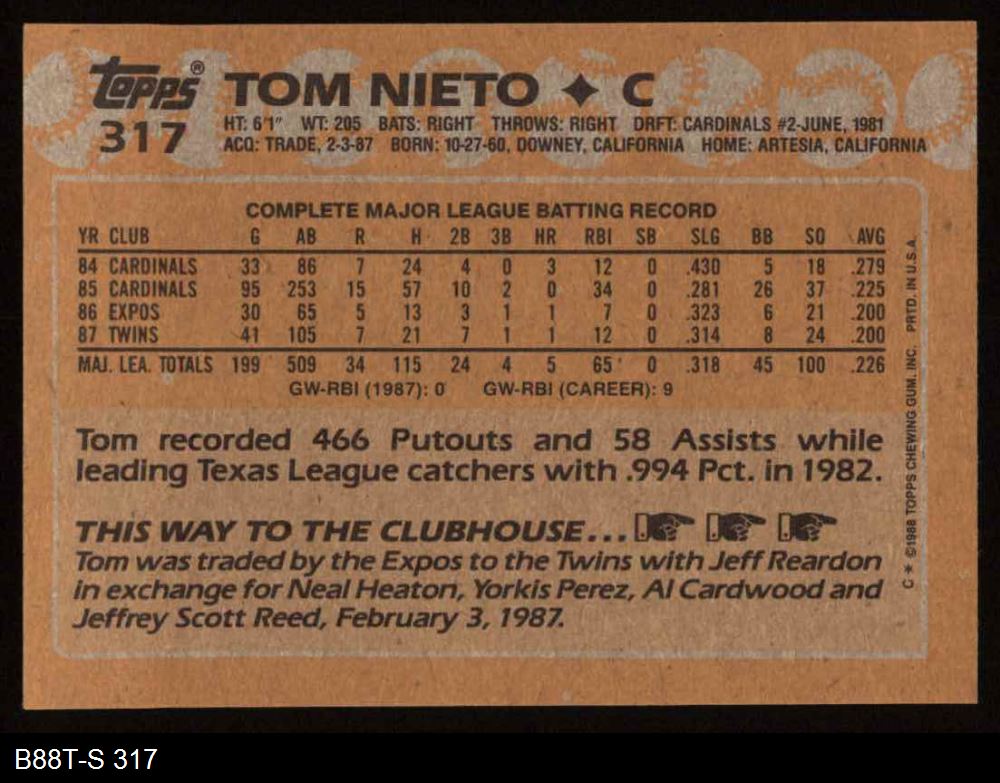 Topps®
317
TOM NIETO ✦ C
HT: 6'1" WT: 205 BATS: RIGHT THROWS: RIGHT DRFT: CARDINALS #2-JUNE, 1981
ACQ: TRADE, 2-3-87 BORN: 10-27-60, DOWNEY, CALIFORNIA HOME: ARTESIA, CALIFORNIA
COMPLETE MAJOR LEAGUE BATTING RECORD
YR CLUB G AB R H 2B 3B HR RBI SB SLG BB SO AVG
84 CARDINALS 33 86 7 24 4 0 3 12 0 .430 5 18 .279
85 CARDINALS 95 253 15 57 10 2 0 34 0 .281 26 37 .225
86 EXPOS 30 65 5 13 3 1 1 7 0 .323 6 21 .200
87 TWINS 41 105 7 21 7 1 1 12 0 .314 8 24 .200
MAJ. LEA. TOTALS 199 509 34 115 24 4 5 65 0 .318 45 100 .226
GW-RBI (1987): 0 GW-RBI (CAREER): 9
Tom recorded 466 Putouts and 58 Assists while
leading Texas League catchers with .994 Pct. in 1982.
THIS WAY TO THE CLUBHOUSE...
Tom was traded by the Expos to the Twins with Jeff Reardon
in exchange for Neal Heaton, Yorkis Perez, Al Cardwood and
Jeffrey Scott Reed, February 3, 1987.
C* ©1988 TOPPS CHEWING GUM, INC. PRTD. IN U.S.A.
B88T-S 317